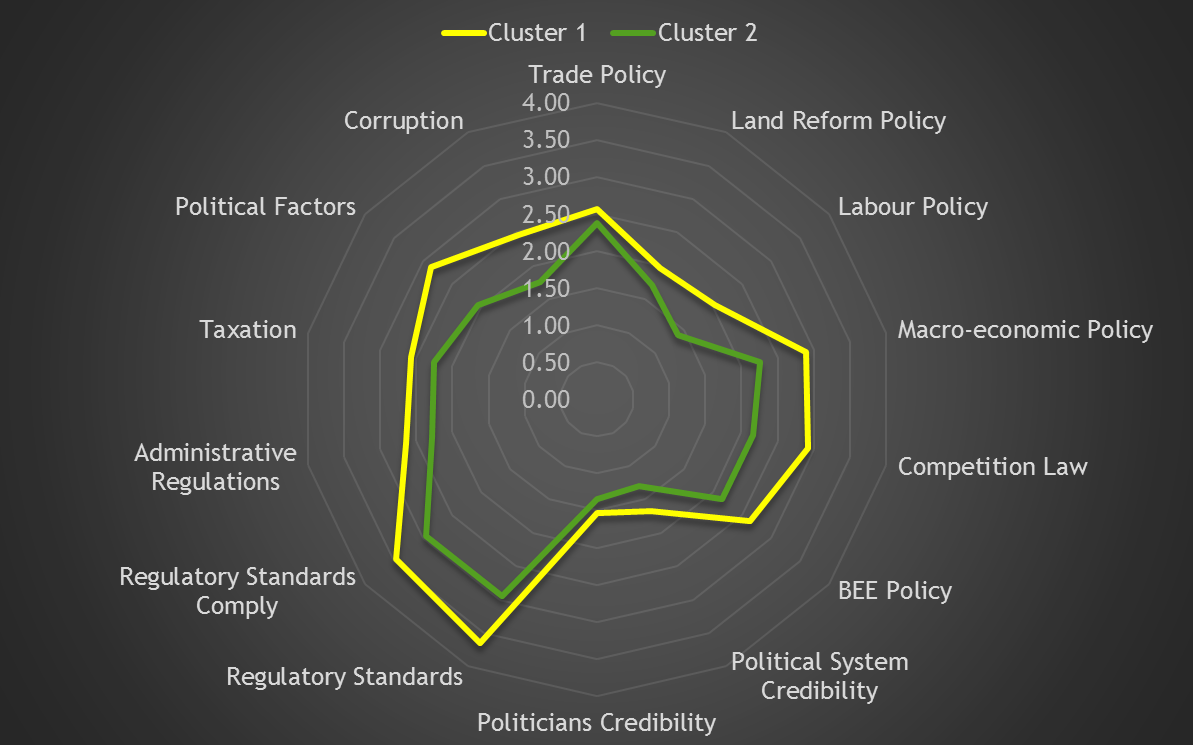 Cluster 1 Cluster 2
Trade Policy
4.00
3.50
3.00
2.50
2.00
1.50
1.00
0.50
0.00
Land Reform Policy
Labour Policy
Macro-economic Policy
Competition Law
BEE Policy
Political System
Credibility
Politicians Credibility
Regulatory Standards
Regulatory Standards
Comply
Administrative
Regulations
Taxation
Political Factors
Corruption